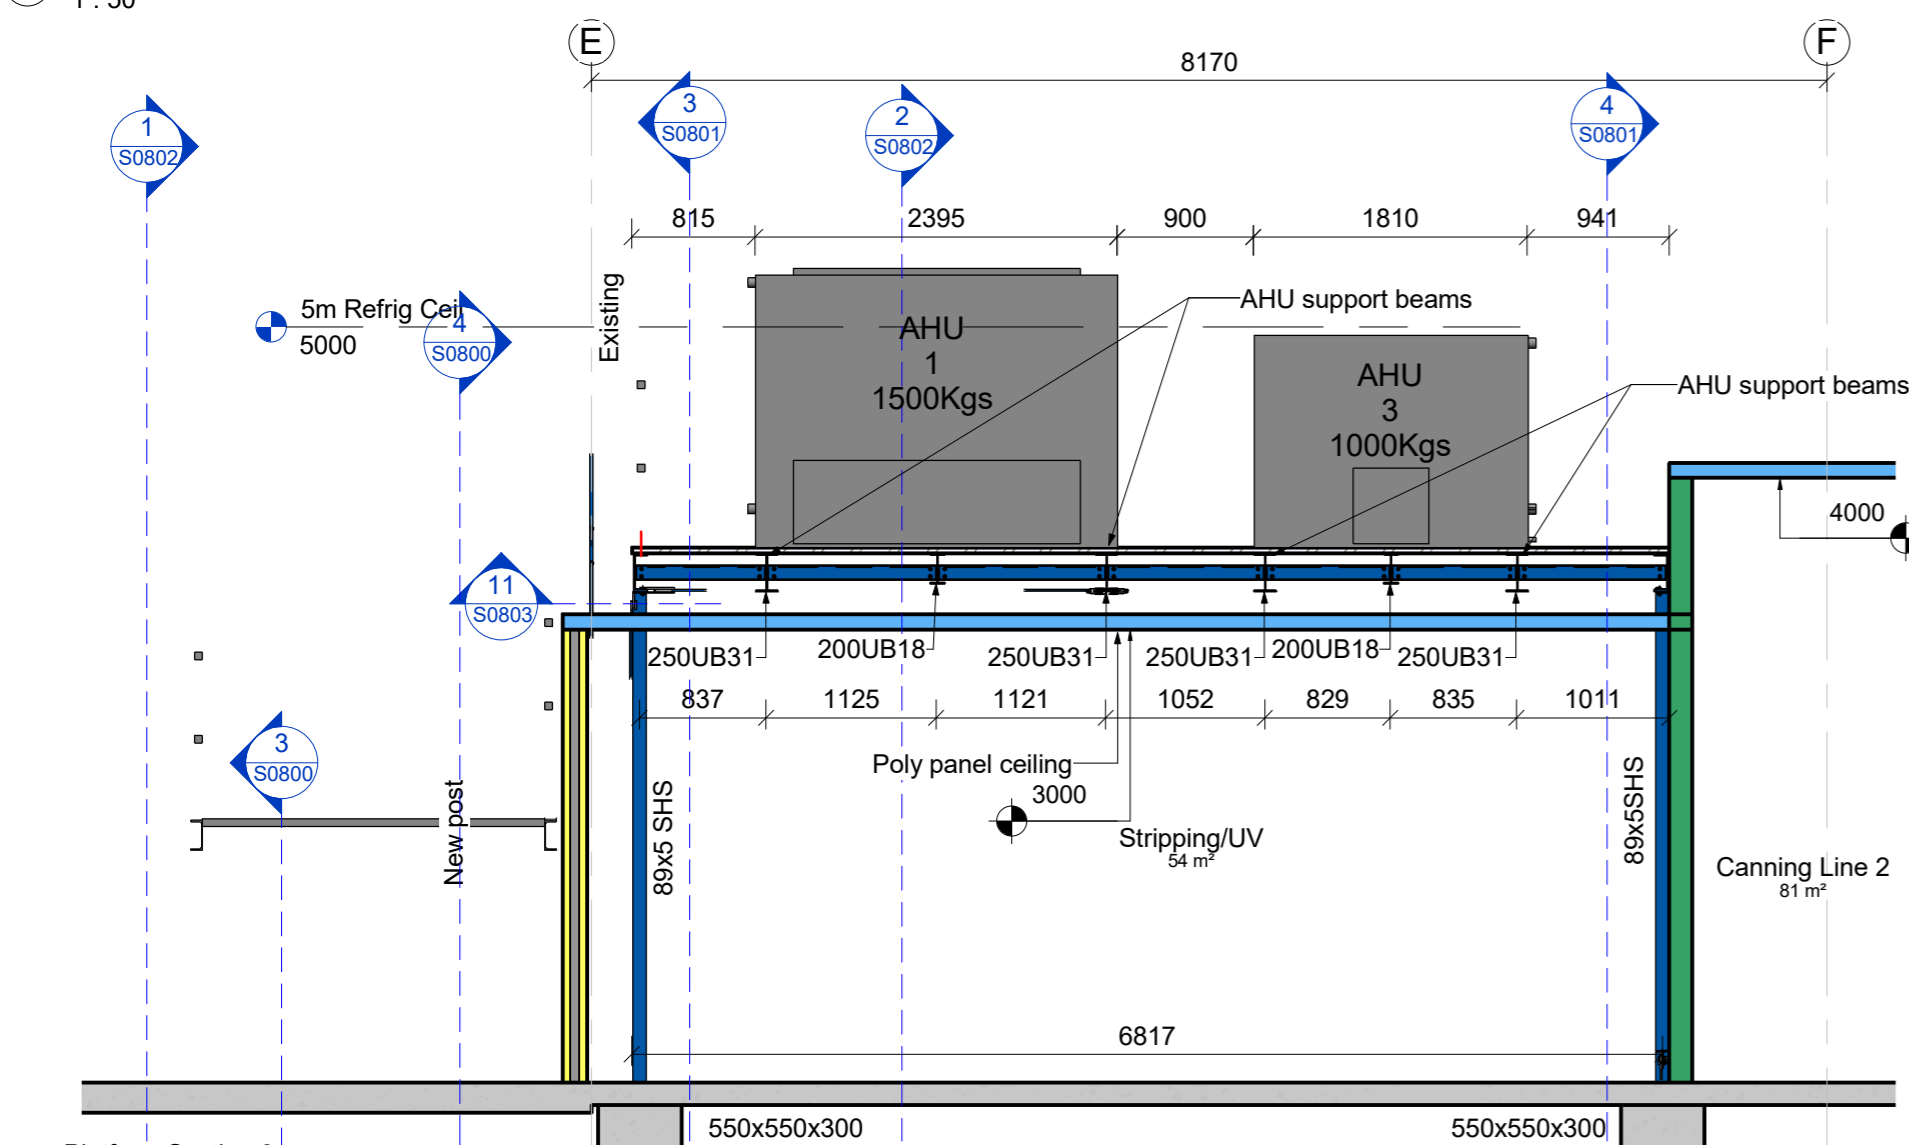 1 : 50
E
F
8170
1
S0802
3
S0801
2
S0802
4
S0801
815
2395
900
1810
941
5m Refrig Ceil
5000
4
S0800
Existing
AHU
1
1500Kgs
AHU support beams
AHU
3
1000Kgs
AHU support beams
4000
11
S0803
250UB31
200UB18
250UB31
250UB31
200UB18
250UB31
837
1125
1121
1052
829
835
1011
Poly panel ceiling
3000
3
S0800
New post
89x5 SHS
Stripping/UV
54 m²
89x5SHS
Canning Line 2
81 m²
6817
550x550x300
550x550x300